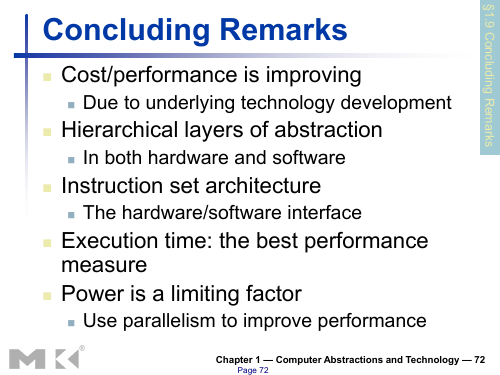 Concluding Remarks
§1.9 Concluding Remarks
Cost/performance is improving
Due to underlying technology development
Hierarchical layers of abstraction
In both hardware and software
Instruction set architecture
The hardware/software interface
Execution time: the best performance
measure
Power is a limiting factor
Use parallelism to improve performance
MK®
Chapter 1 — Computer Abstractions and Technology — 72
Page 72